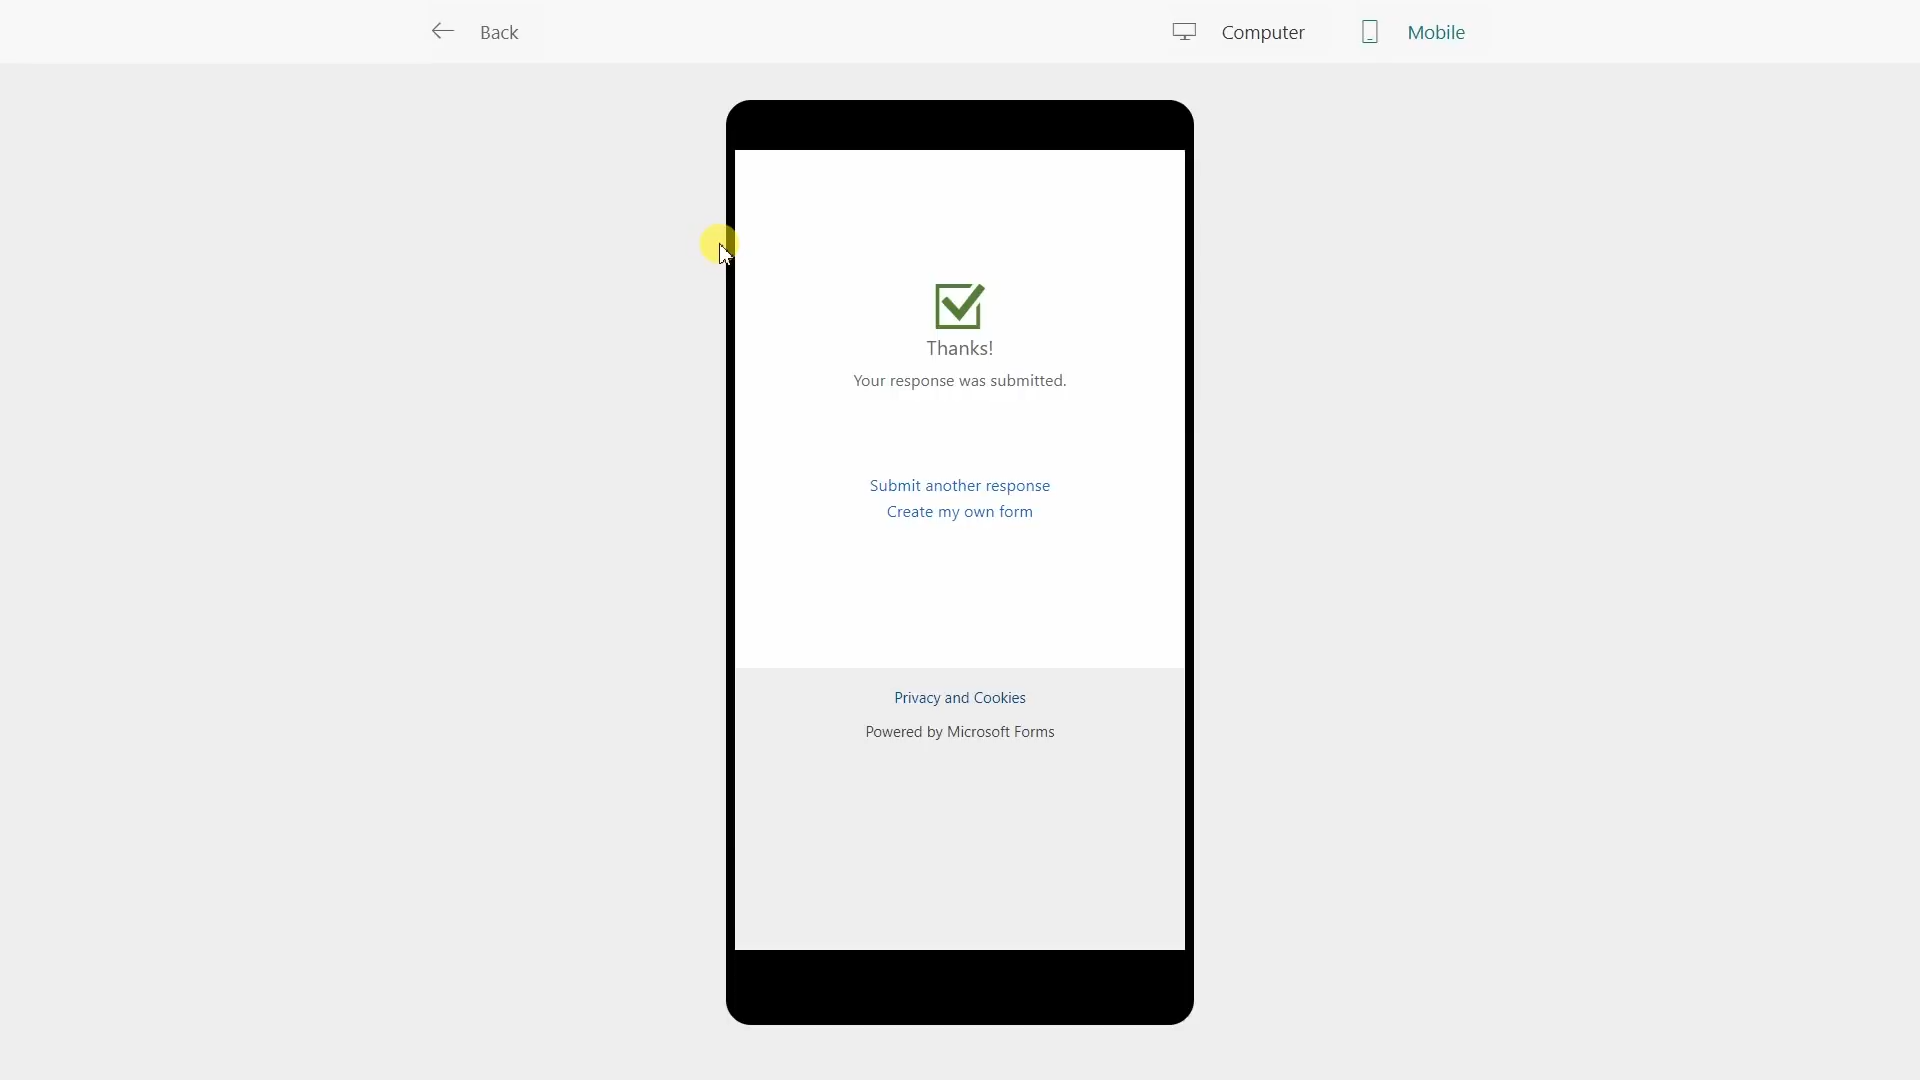 Back
Computer
Mobile
Thanks!
Your response was submitted.
Submit another response
Create my own form
Privacy and Cookies
Powered by Microsoft Forms